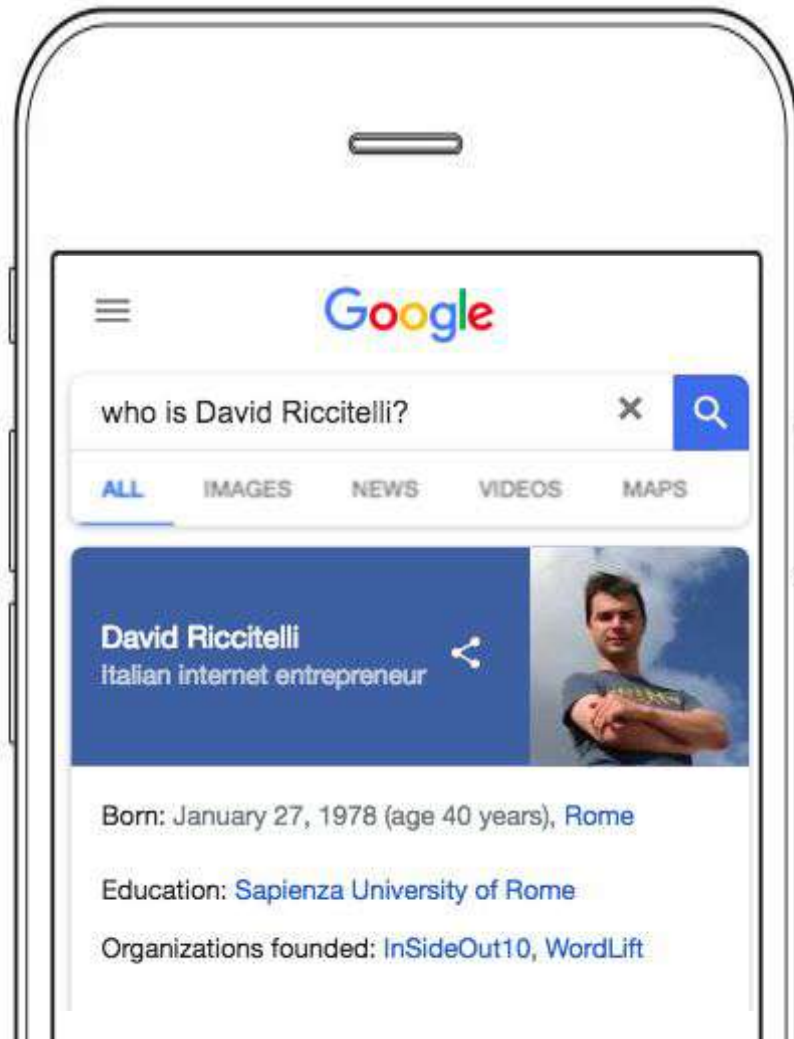 Google
who is David Riccitelli?
ALL IMAGES NEWS VIDEOS MAPS
David Riccitelli
Italian internet entrepreneur
Born: January 27, 1978 (age 40 years), Rome
Education: Sapienza University of Rome
Organizations founded: InSideOut10, WordLift